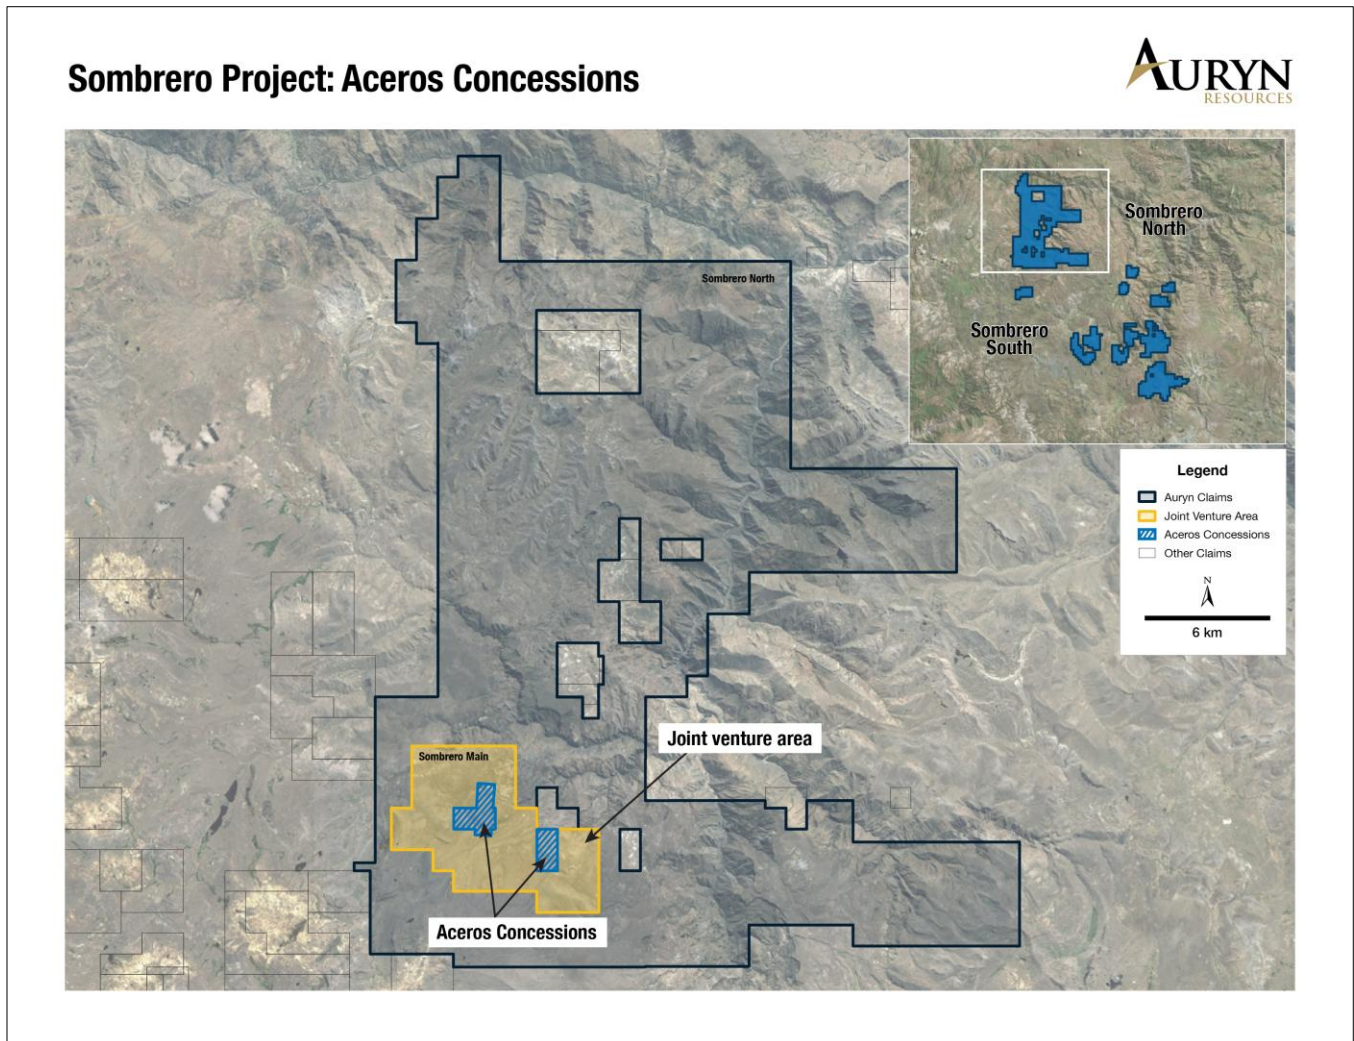 Sombrero Project: Aceros Concessions
AURYN
RESOURCES
Sombrero North
Sombrero
North
Sombrero
South
Legend
Auryn Claims
Joint Venture Area
Aceros Concessions
Other Claims
N
6 km
Joint venture area
Sombrero Main
Aceros Concessions